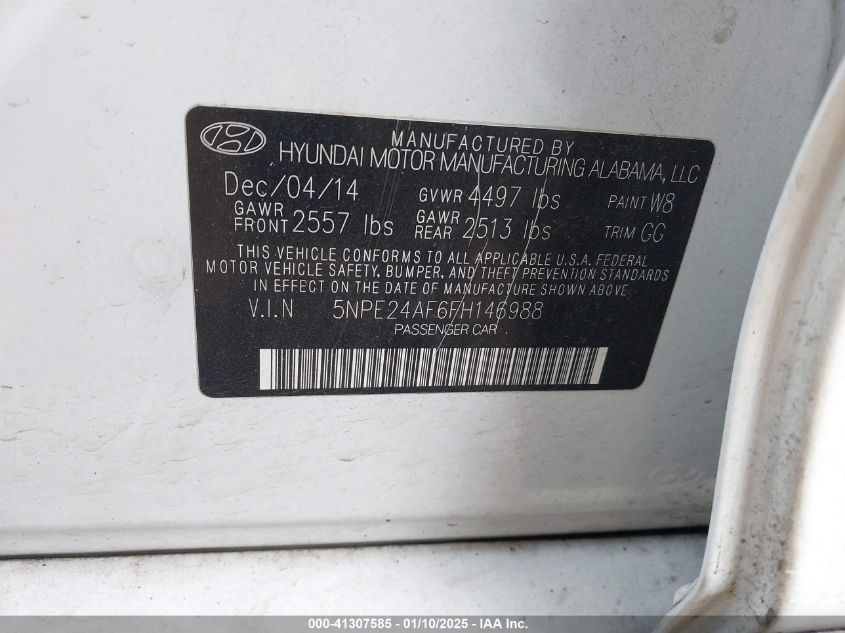 MANUFACTURED BY
HYUNDAI MOTOR MANUFACTURING ALABAMA, LLC
Dec/04/14 GVWR 4497 lbs PAINT W8
GAWR FRONT 2557 lbs GAWR REAR 2513 lbs TRIM GG
THIS VEHICLE CONFORMS TO ALL APPLICABLE U.S.A. FEDERAL
MOTOR VEHICLE SAFETY, BUMPER, AND THEFT PREVENTION STANDARDS
IN EFFECT ON THE DATE OF MANUFACTURE SHOWN ABOVE
V.I.N 5NPE24AF6FH146988
PASSENGER CAR
000-41307585 - 01/10/2025 - IAA Inc.